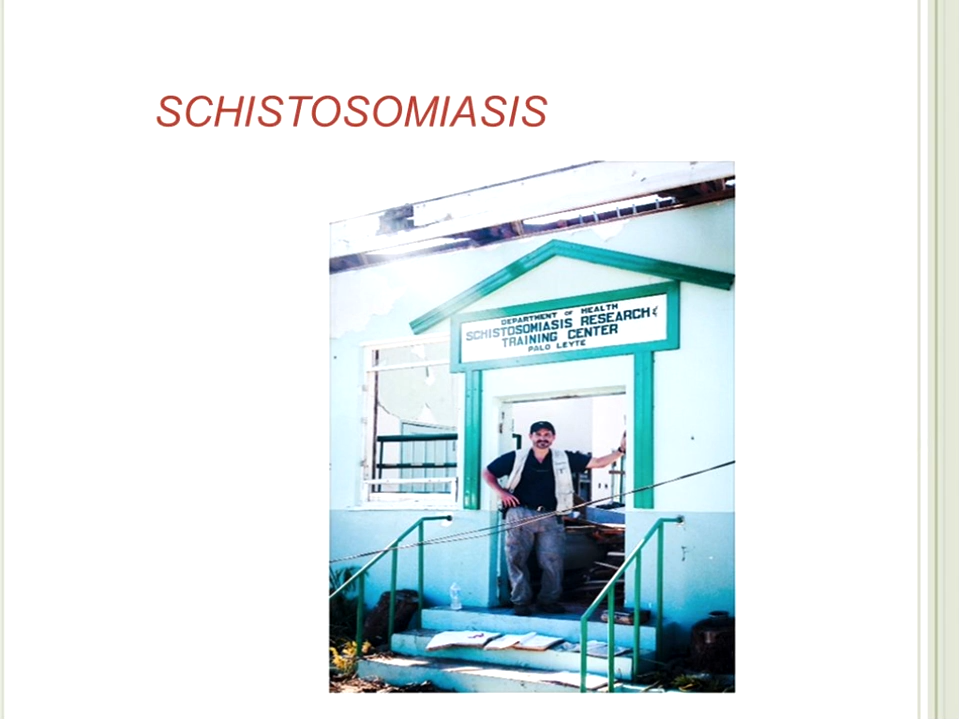 SCHISTOSOMIASIS
DEPARTMENT OF HEALTH
SCHISTOSOMIASIS RESEARCH &
TRAINING CENTER
PALO LEYTE